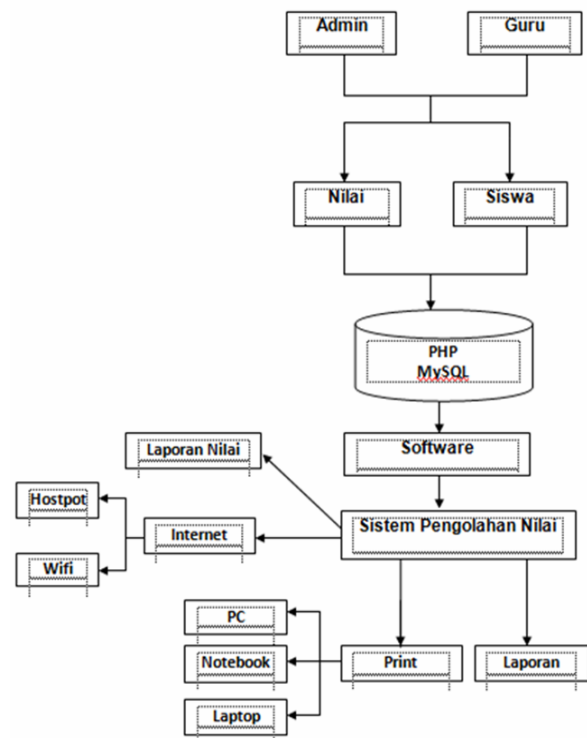 Admin
Guru
Nilai
Siswa
PHP
MySQL
Software
Laporan Nilai
Hostpot
Internet
Sistem Pengolahan Nilai
Wifi
PC
Notebook
Print
Laporan
Laptop